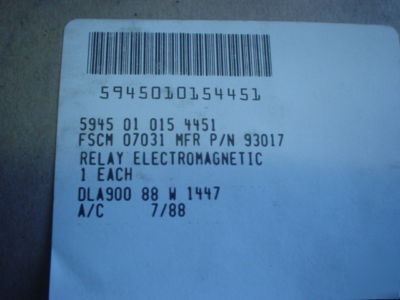 5945010154451
5945 01 015 4451
FSCM 07031 MFR P/N 93017
RELAY ELECTROMAGNETIC
1 EACH
DLA900 88 W 1447
A/C 7/88